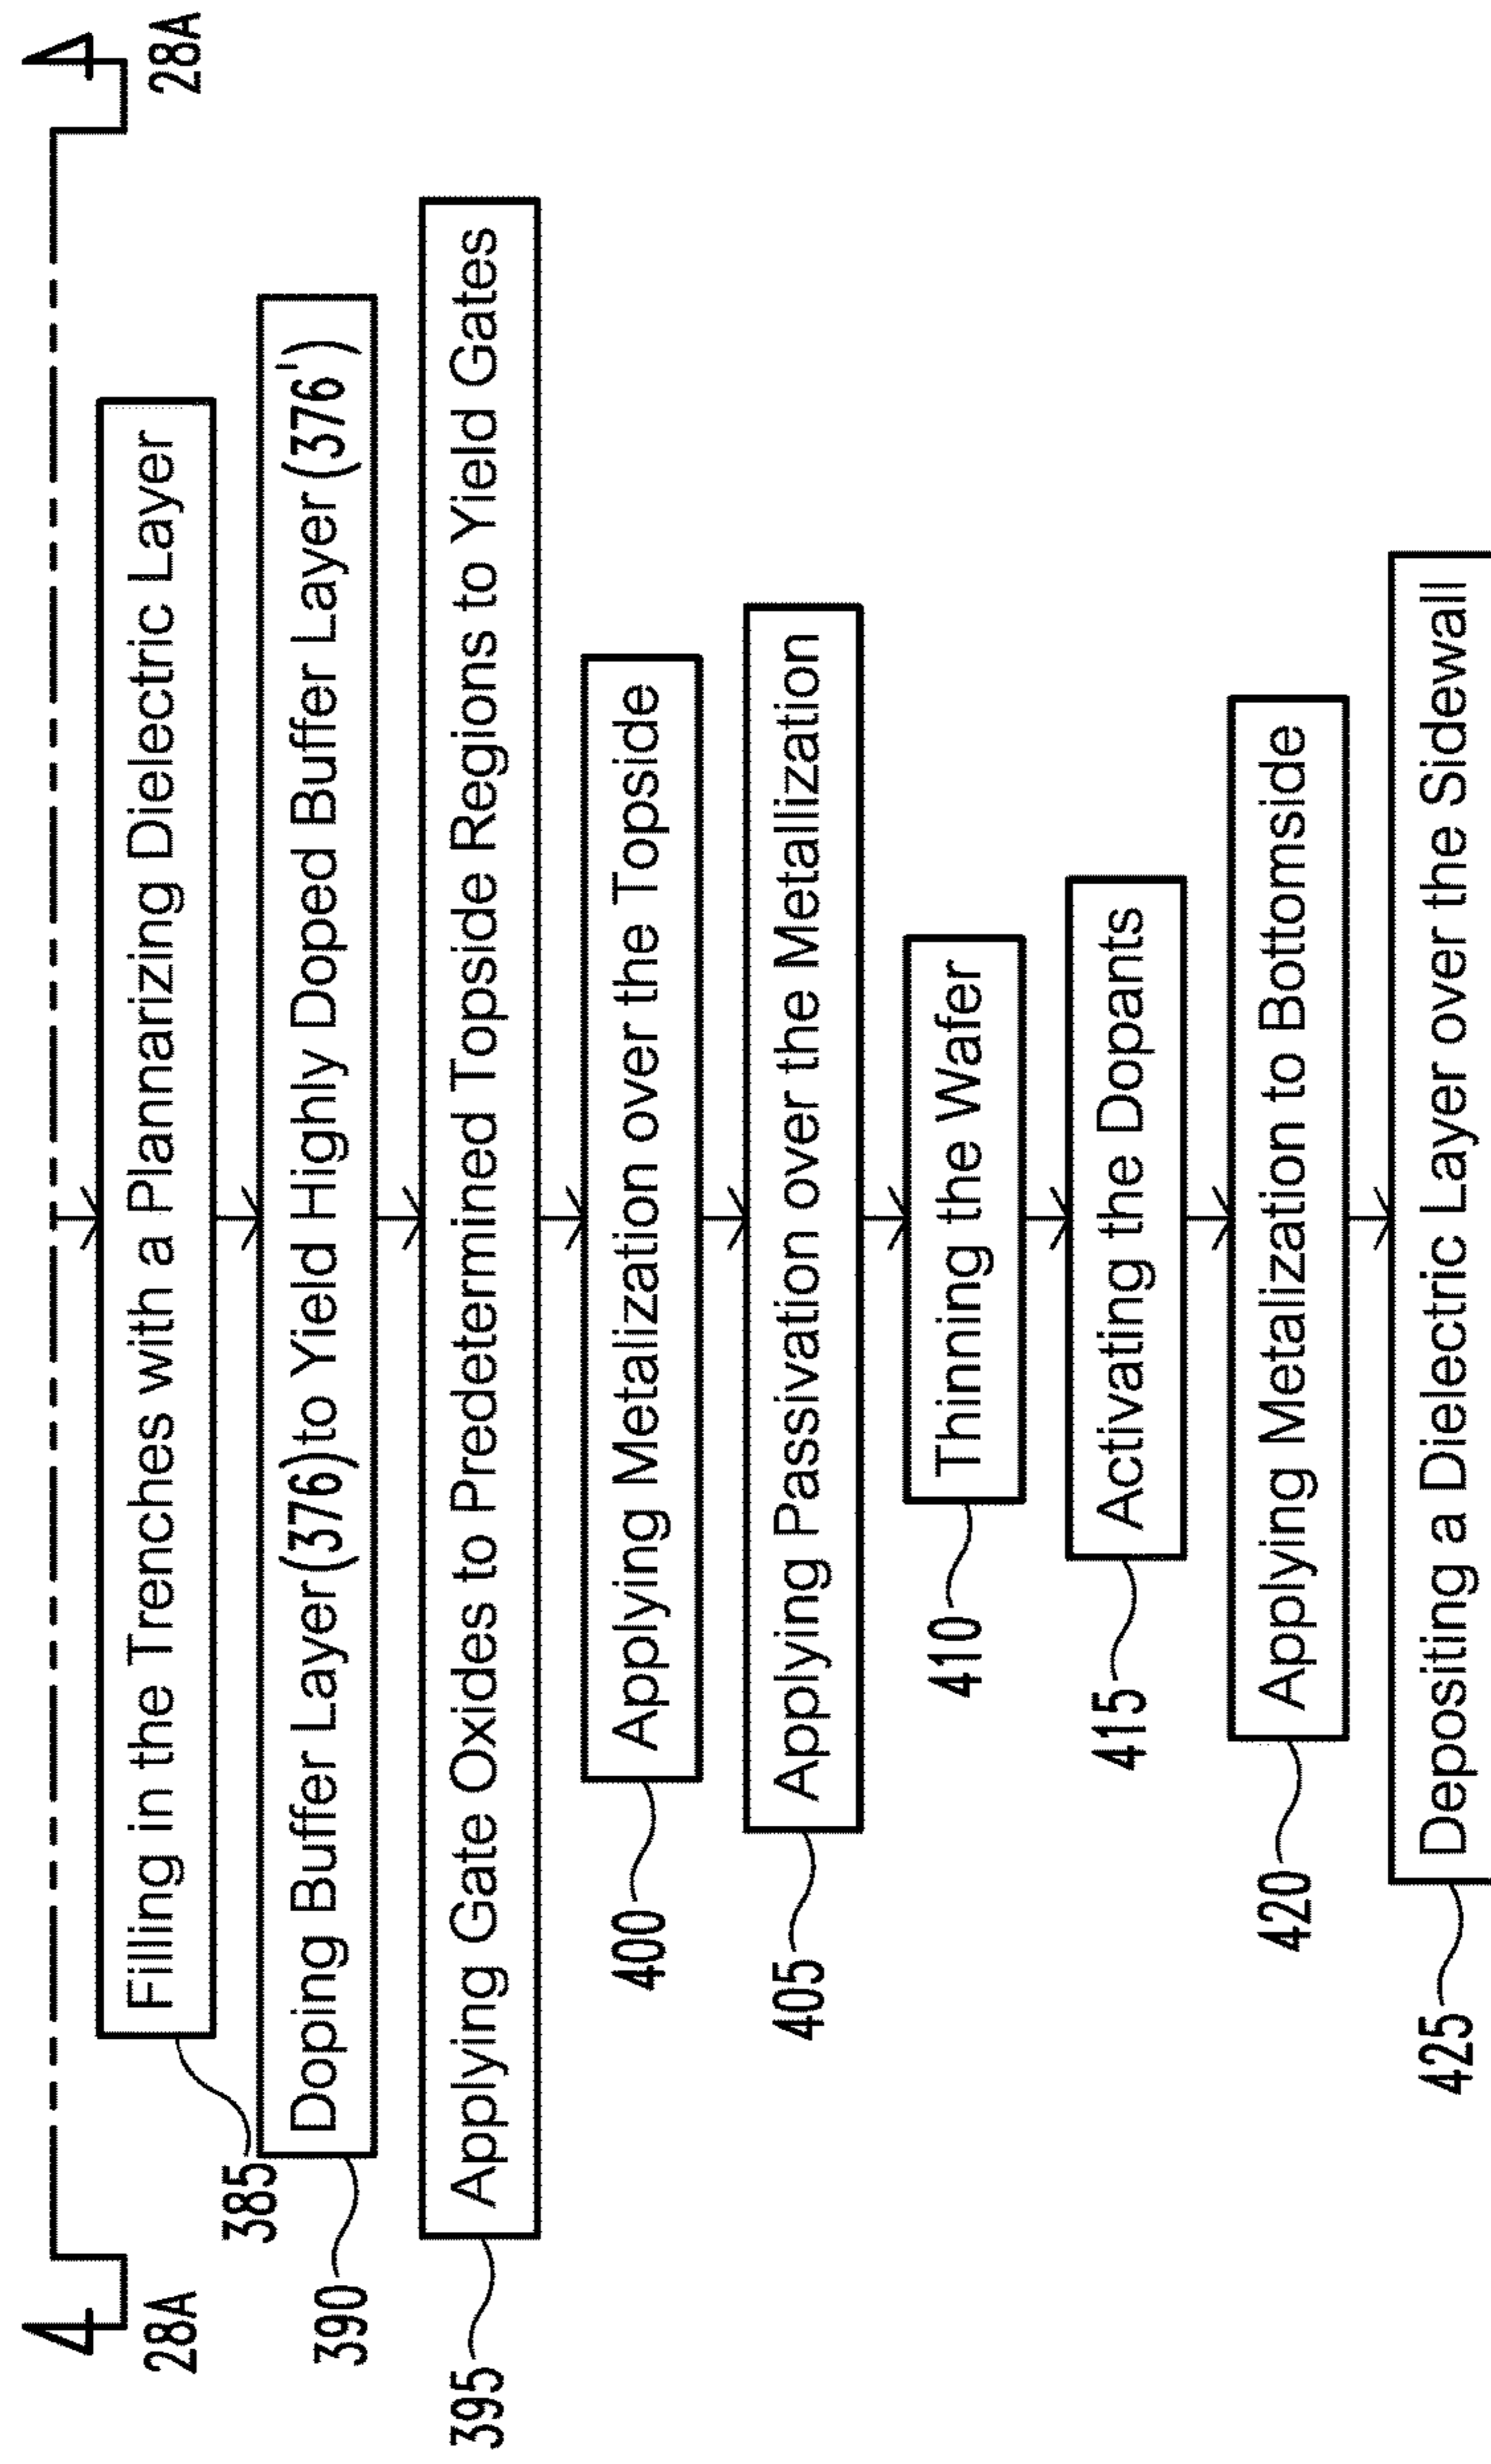 28A
28A
Filling in the Trenches with a Plannarizing Dielectric Layer
385
Doping Buffer Layer(376)to Yield Highly Doped Buffer Layer(376')
390
Applying Gate Oxides to Predetermined Topside Regions to Yield Gates
395
Applying Metalization over the Topside
400
Applying Passivation over the Metallization
405
Thinning the Wafer
410
Activating the Dopants
415
Applying Metalization to Bottomside
420
Depositing a Dielectric Layer over the Sidewall
425